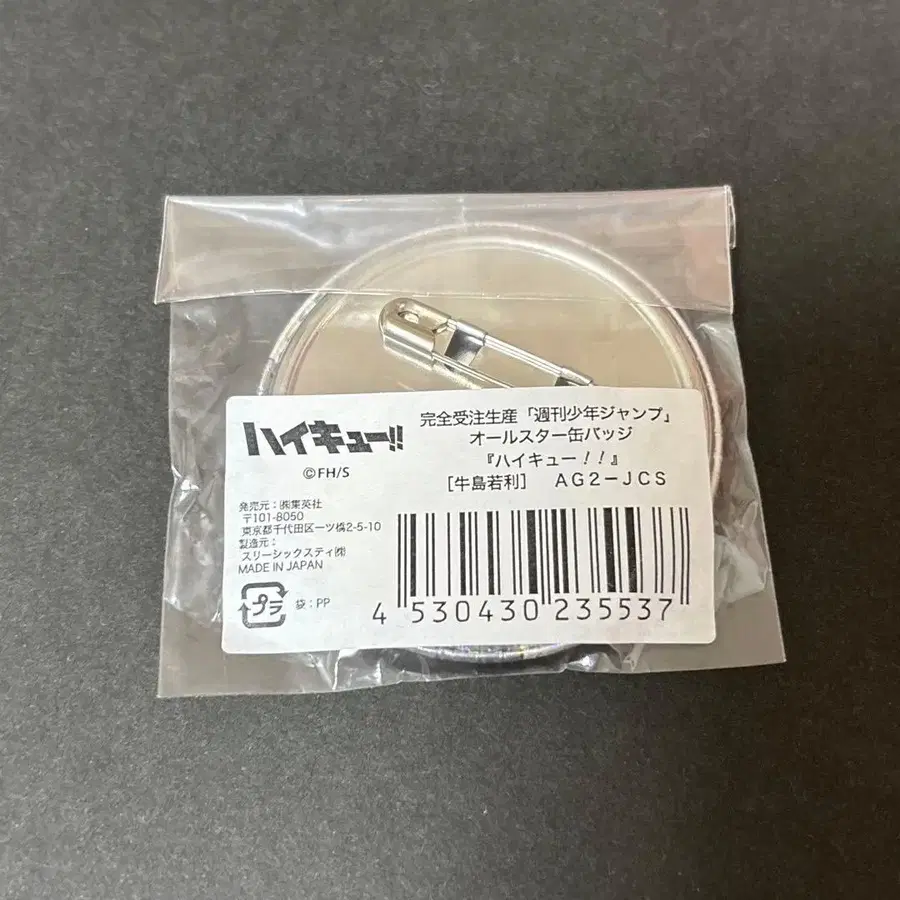 ハイキュー!!
©FH/S
完全受注生産「週刊少年ジャンプ」
オールスター缶バッジ
『ハイキュー！！』
［牛島若利］　ＡＧ２－ＪＣＳ
発売元：㈱集英社
〒101-8050
東京都千代田区一ツ橋2-5-10
製造元：
スリーシックスティ㈱
MADE IN JAPAN
プラ 袋：PP
4 530430 235537